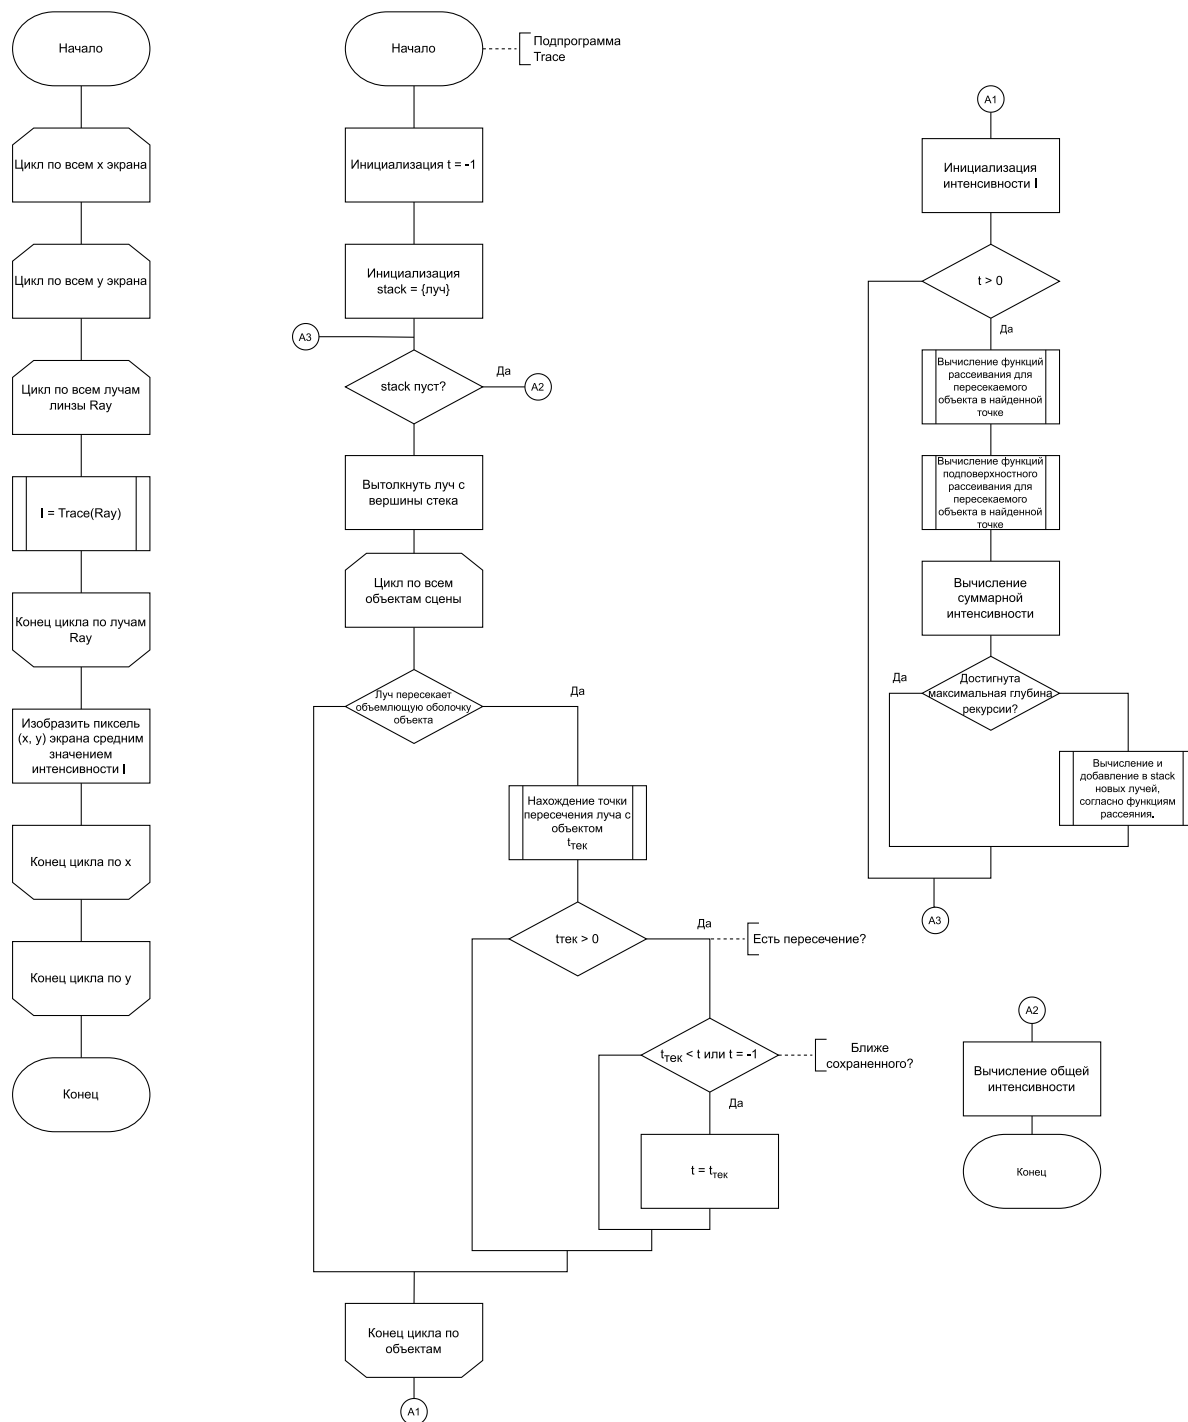 Начало
Цикл по всем x экрана
Цикл по всем y экрана
Цикл по всем лучам
линзы Ray
I = Trace(Ray)
Конец цикла по лучам
Ray
Изобразить пиксель
(x, y) экрана средним
значением
интенсивности I
Конец цикла по x
Конец цикла по y
Конец
Начало
Подпрограмма
Trace
Инициализация t = -1
Инициализация
stack = {луч}
A3
stack пуст?
Да
A2
Вытолкнуть луч с
вершины стека
Цикл по всем
объектам сцены
Луч пересекает
объемлющую оболочку
объекта
Да
Нахождение точки
пересечения луча с
объектом
tтек
tтек > 0
Да
Есть пересечение?
tтек < t или t = -1
Ближе
сохраненного?
Да
t = tтек
Конец цикла по
объектам
A1
A1
Инициализация
интенсивности I
t > 0
Да
Вычисление функций
рассеивания для
пересекаемого
объекта в найденной
точке
Вычисление функций
подповерхностного
рассеивания для
пересекаемого
объекта в найденной
точке
Вычисление
суммарной
интенсивности
Да
Достигнута
максимальная глубина
рекурсии?
Вычисление и
добавление в stack
новых лучей,
согласно функциям
рассеяния.
A3
A2
Вычисление общей
интенсивности
Конец